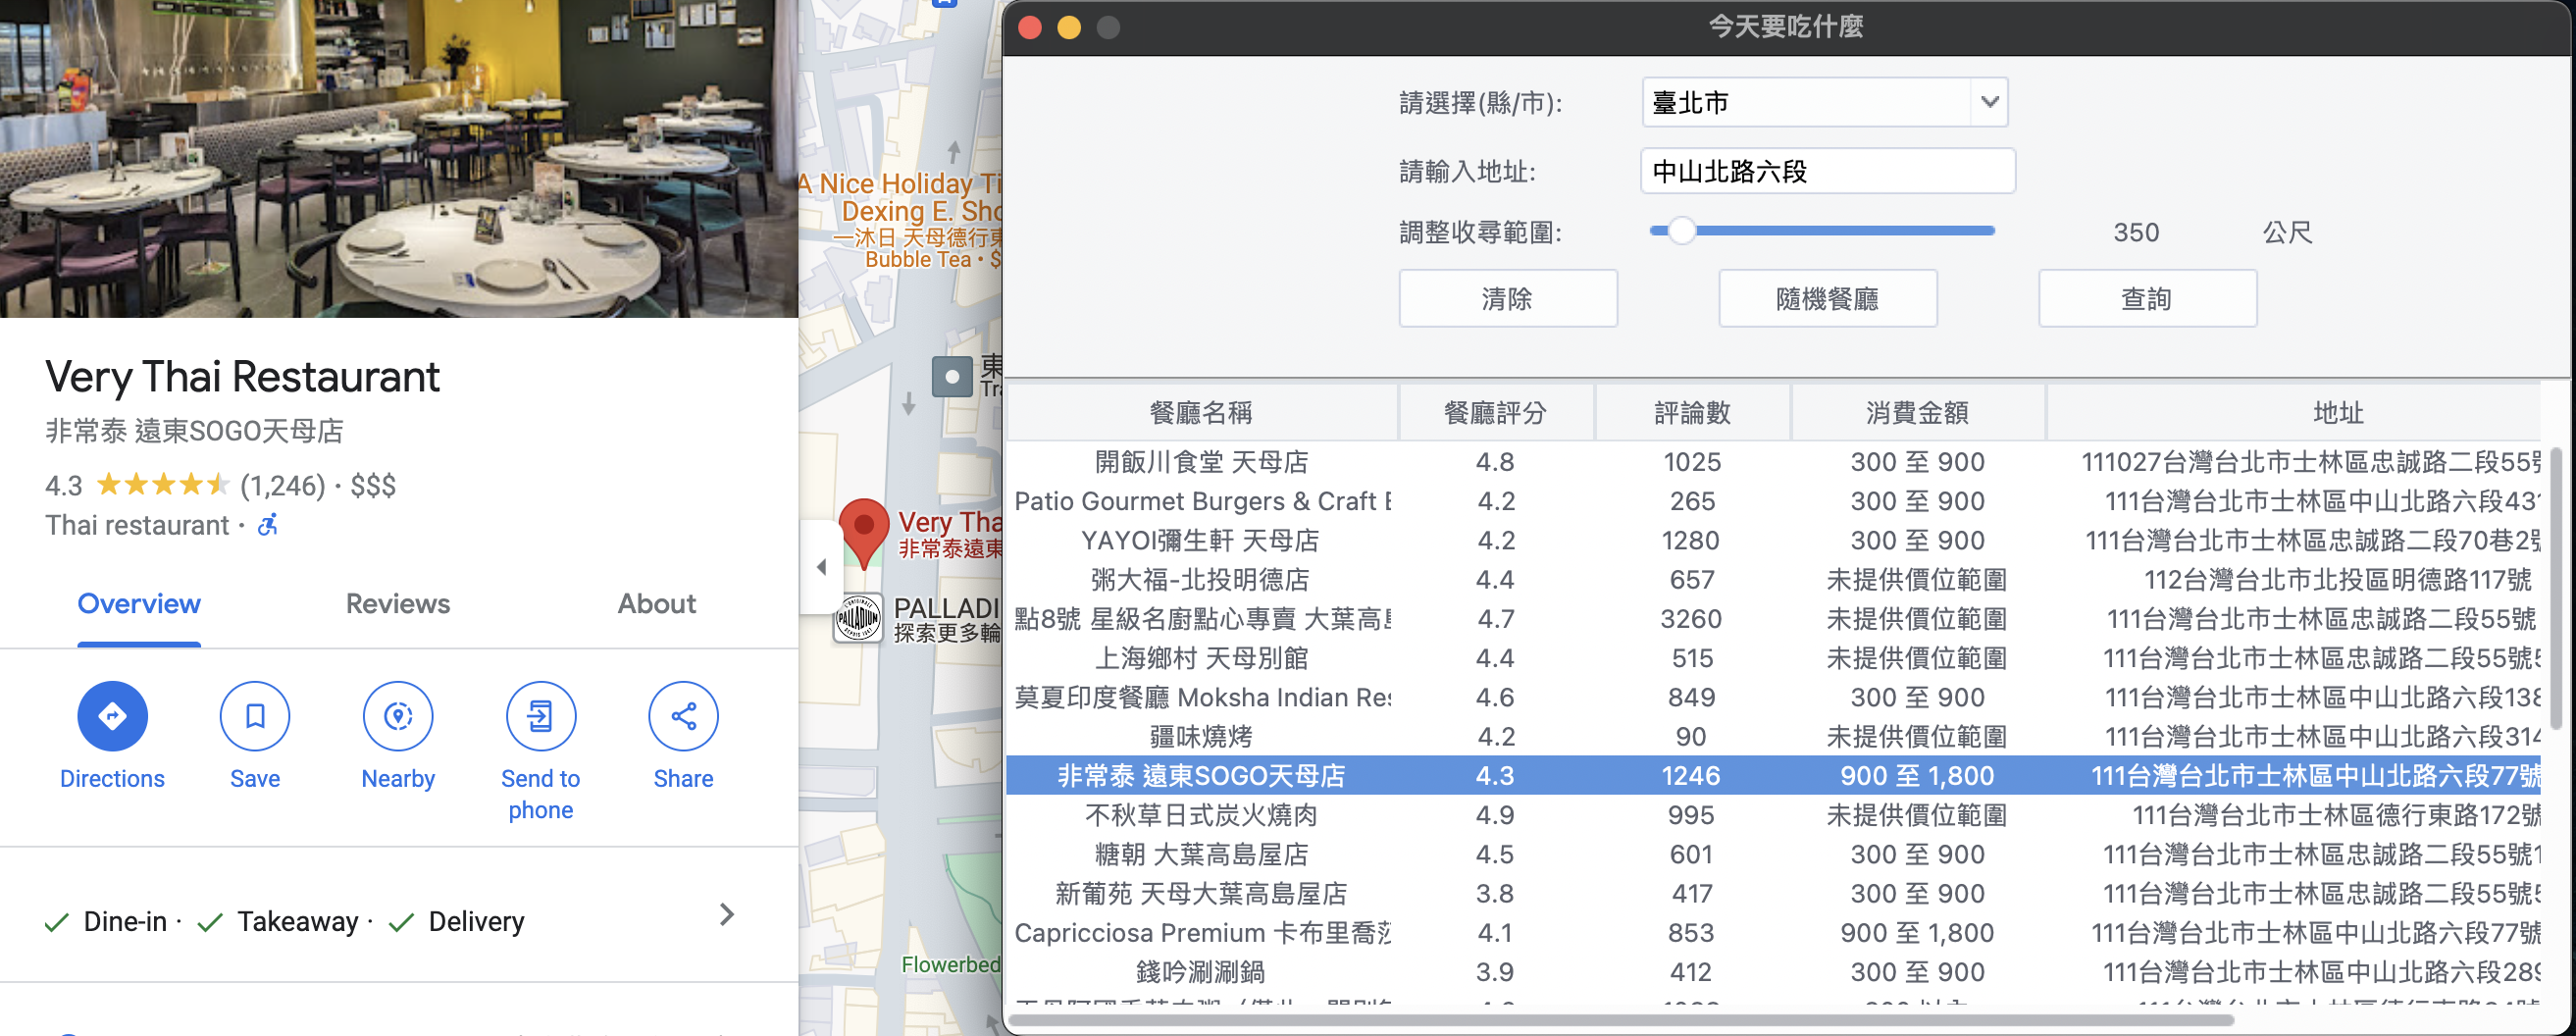 Very Thai Restaurant
非常泰 遠東SOGO天母店
4.3 (1,246) · $$$
Thai restaurant ·
Overview
Reviews
About
Directions
Save
Nearby
Send to
phone
Share
Dine-in · Takeaway · Delivery
A Nice Holiday
Dexing E.
一沐日 天母德行
Bubble Tea • $
東
Very
非常泰遠東
PALLADIUM
探索更多輪
Flowerbed
今天要吃什麼
請選擇(縣/市): 臺北市
請輸入地址: 中山北路六段
調整收尋範圍: 350 公尺
清除 隨機餐廳 查詢
餐廳名稱 餐廳評分 評論數 消費金額 地址
開飯川食堂 天母店 4.8 1025 300 至 900 111027台灣台北市士林區忠誠路二段55號
Patio Gourmet Burgers & Craft 4.2 265 300 至 900 111台灣台北市士林區中山北路六段431
YAYOI彌生軒 天母店 4.2 1280 300 至 900 111台灣台北市士林區忠誠路二段70巷2號
粥大福-北投明德店 4.4 657 未提供價位範圍 112台灣台北市北投區明德路117號
點8號 星級名廚點心專賣 大葉高島 4.7 3260 未提供價位範圍 111台灣台北市士林區忠誠路二段55號
上海鄉村 天母別館 4.4 515 未提供價位範圍 111台灣台北市士林區忠誠路二段55號
莫夏印度餐廳 Moksha Indian Res 4.6 849 300 至 900 111台灣台北市士林區中山北路六段138
疆味燒烤 4.2 90 未提供價位範圍 111台灣台北市士林區中山北路六段314
非常泰 遠東SOGO天母店 4.3 1246 900 至 1,800 111台灣台北市士林區中山北路六段77號
不秋草日式炭火燒肉 4.9 995 未提供價位範圍 111台灣台北市士林區德行東路172號
糖朝 大葉高島屋店 4.5 601 300 至 900 111台灣台北市士林區忠誠路二段55號1
新葡苑 天母大葉高島屋店 3.8 417 300 至 900 111台灣台北市士林區忠誠路二段55號
Capricciosa Premium 卡布里喬莎 4.1 853 900 至 1,800 111台灣台北市士林區中山北路六段77號
錢吟涮涮鍋 3.9 412 300 至 900 111台灣台北市士林區中山北路六段289